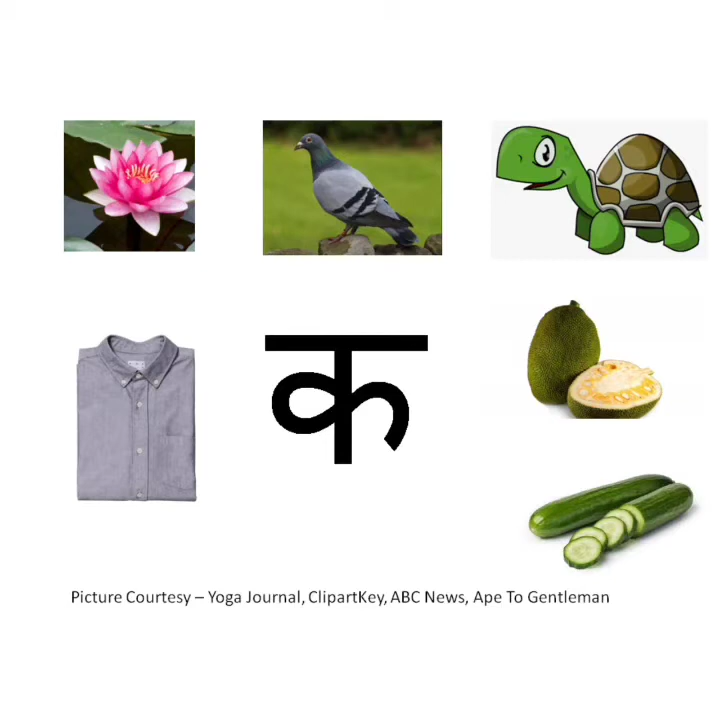 क
Picture Courtesy – Yoga Journal, ClipartKey, ABC News, Ape To Gentleman